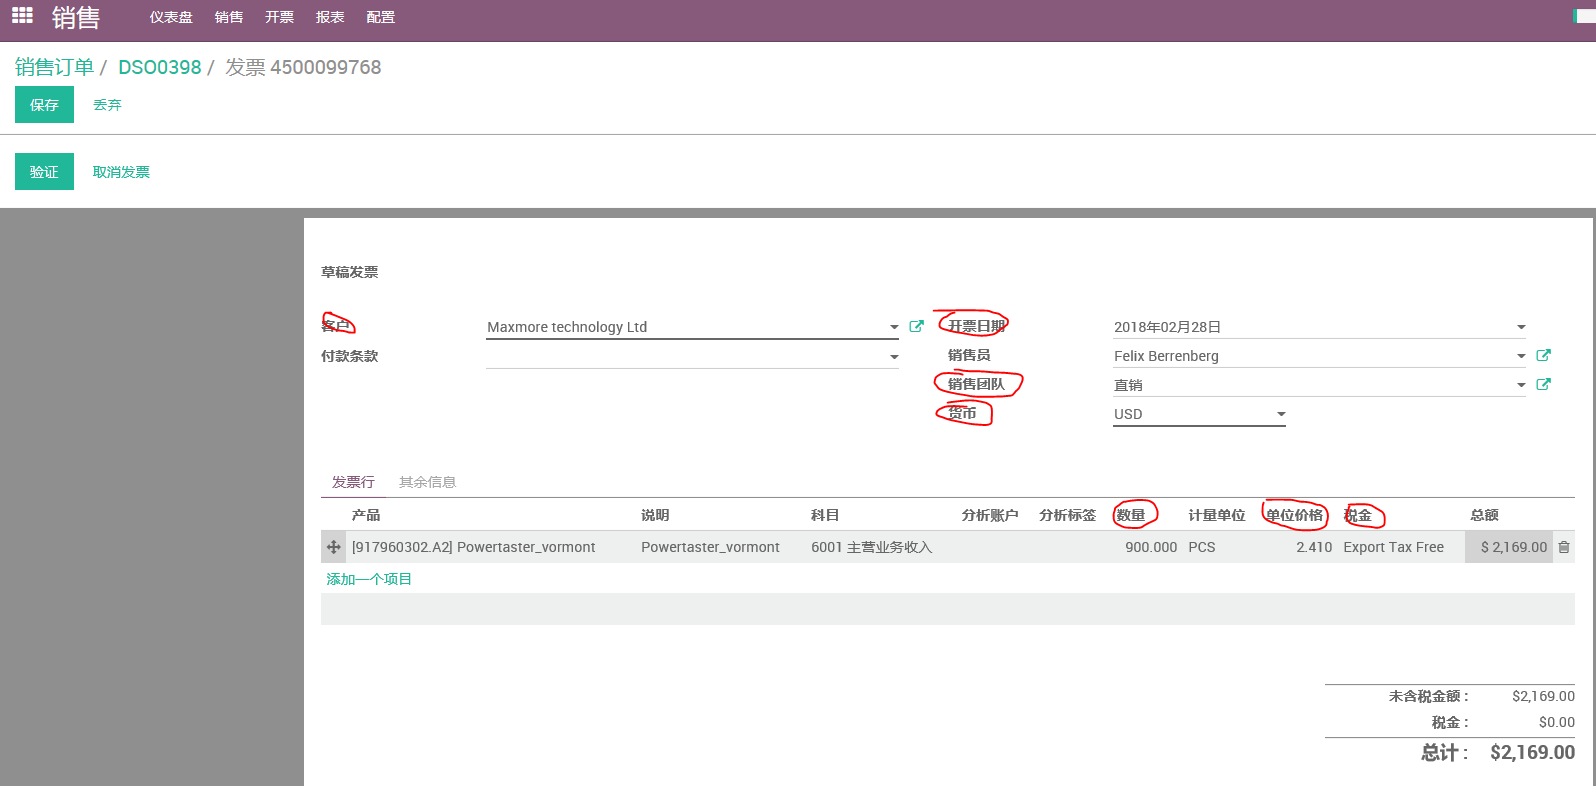 销售 仪表盘 销售 开票 报表 配置
销售订单 / DSO0398 / 发票 4500099768
保存 丢弃
验证 取消发票
草稿发票
客户 Maxmore technology Ltd 开票日期 2018年02月28日
付款条款 销售员 Felix Berrenberg
销售团队 直销
货币 USD
发票行 其余信息
产品 说明 科目 分析账户 分析标签 数量 计量单位 单位价格 税金 总额
[917960302.A2] Powertaster_vormont Powertaster_vormont 6001 主营业务收入 900.000 PCS 2.410 Export Tax Free $ 2,169.00
添加一个项目
未含税金额 : $2,169.00
税金 : $0.00
总计 : $2,169.00